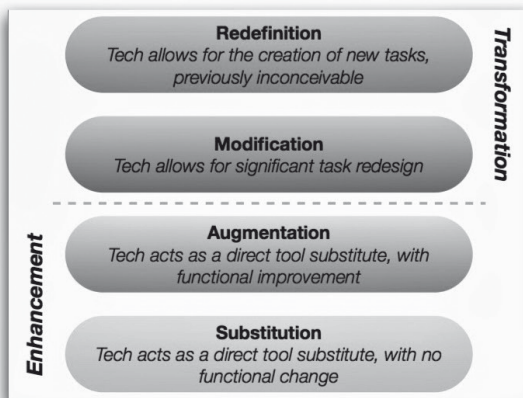 Redefinition
Tech allows for the creation of new tasks,
previously inconceivable
Modification
Tech allows for significant task redesign
Transformation
Augmentation
Tech acts as a direct tool substitute, with
functional improvement
Substitution
Tech acts as a direct tool substitute, with no
functional change
Enhancement